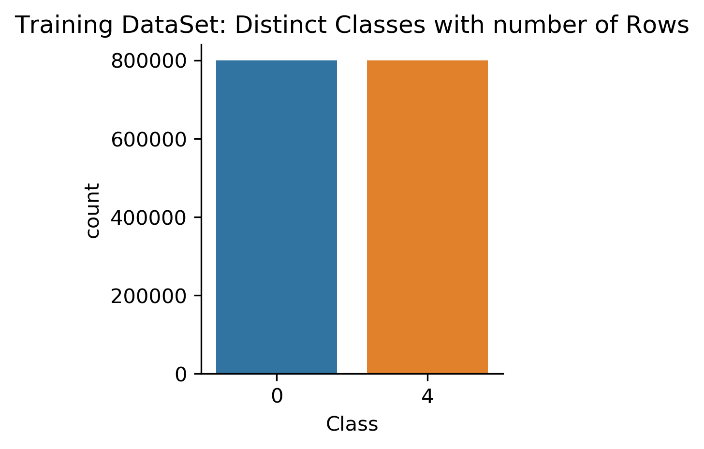 Training DataSet: Distinct Classes with number of Rows
800000
600000
400000
200000
0
count
0 4
Class